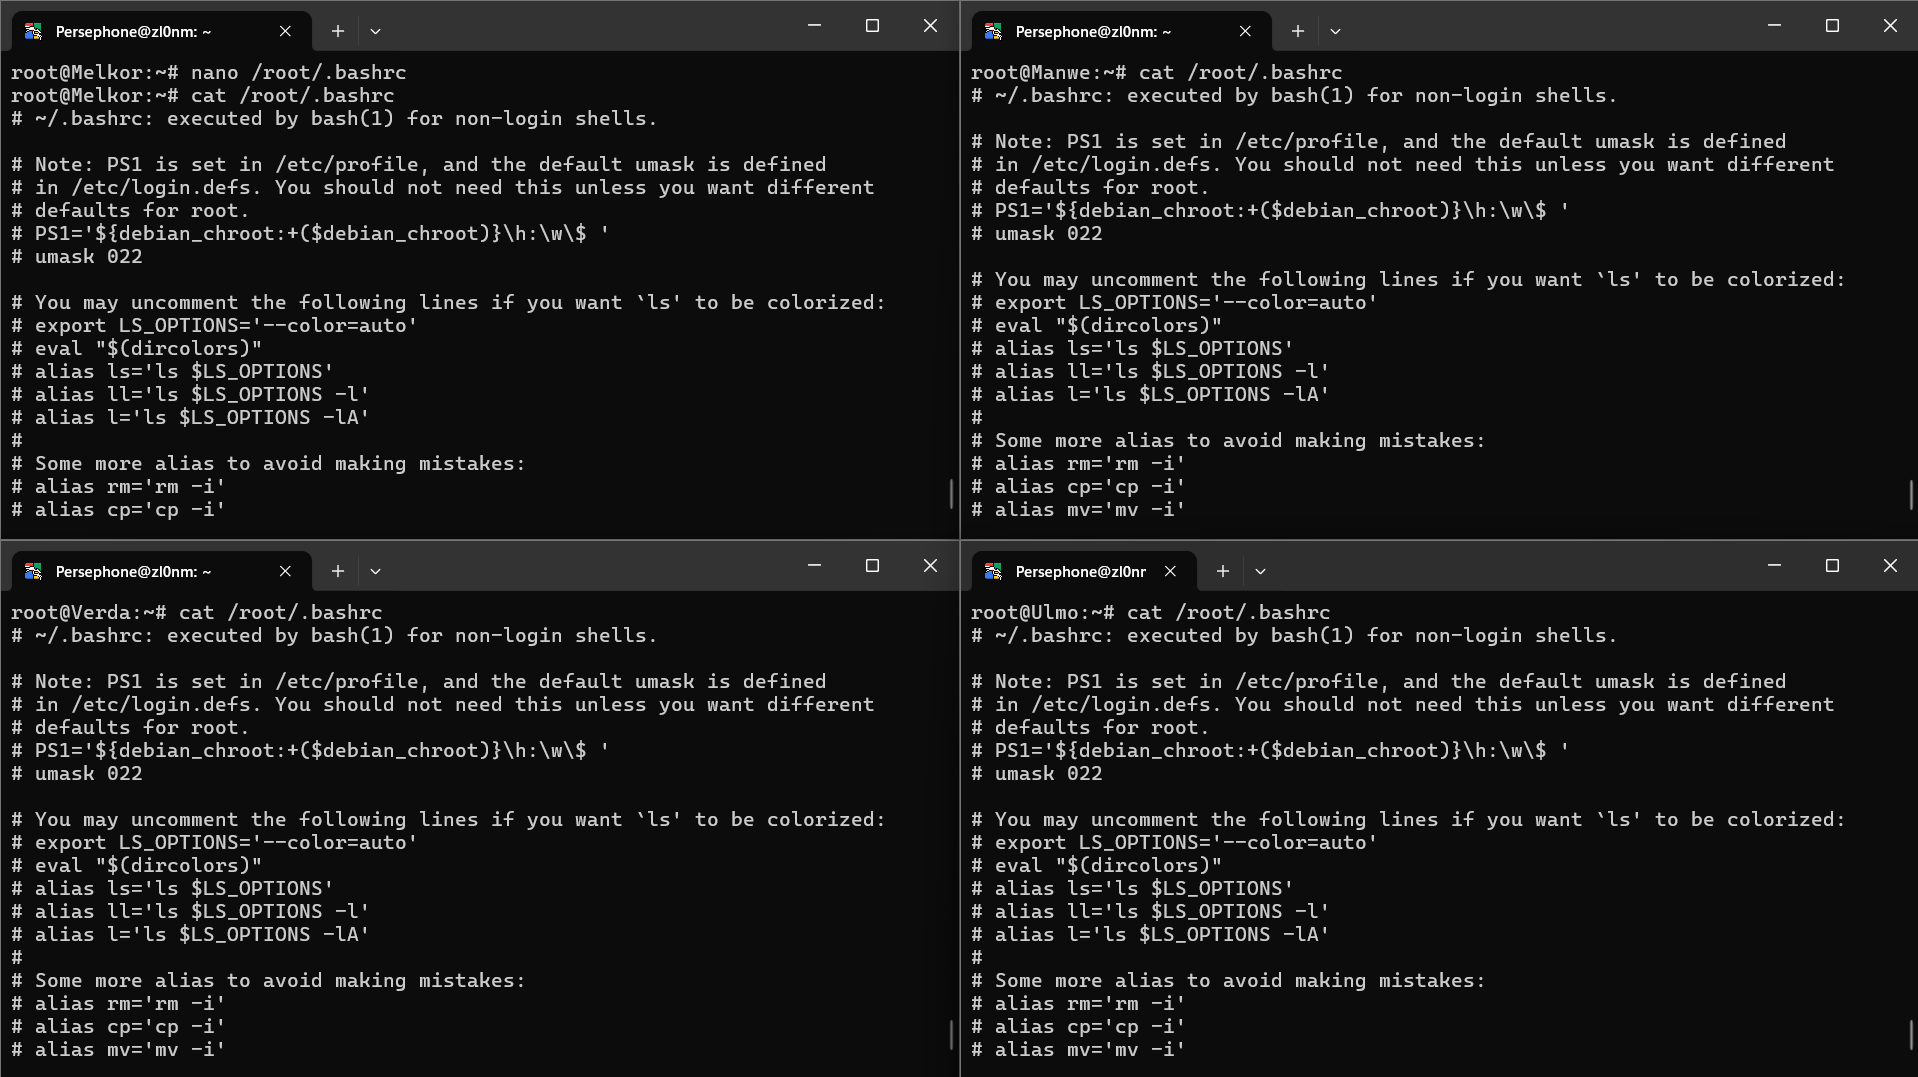 Persephone@zl0nm: ~
root@Melkor:~# nano /root/.bashrc
root@Melkor:~# cat /root/.bashrc
# ~/.bashrc: executed by bash(1) for non-login shells.

# Note: PS1 is set in /etc/profile, and the default umask is defined
# in /etc/login.defs. You should not need this unless you want different
# defaults for root.
# PS1='${debian_chroot:+($debian_chroot)}\h:\w\$ '
# umask 022

# You may uncomment the following lines if you want `ls' to be colorized:
# export LS_OPTIONS='--color=auto'
# eval "$(dircolors)"
# alias ls='ls $LS_OPTIONS'
# alias ll='ls $LS_OPTIONS -l'
# alias l='ls $LS_OPTIONS -lA'
#
# Some more alias to avoid making mistakes:
# alias rm='rm -i'
# alias cp='cp -i'
Persephone@zl0nm: ~
root@Manwe:~# cat /root/.bashrc
# ~/.bashrc: executed by bash(1) for non-login shells.

# Note: PS1 is set in /etc/profile, and the default umask is defined
# in /etc/login.defs. You should not need this unless you want different
# defaults for root.
# PS1='${debian_chroot:+($debian_chroot)}\h:\w\$ '
# umask 022

# You may uncomment the following lines if you want `ls' to be colorized:
# export LS_OPTIONS='--color=auto'
# eval "$(dircolors)"
# alias ls='ls $LS_OPTIONS'
# alias ll='ls $LS_OPTIONS -l'
# alias l='ls $LS_OPTIONS -lA'
#
# Some more alias to avoid making mistakes:
# alias rm='rm -i'
# alias cp='cp -i'
# alias mv='mv -i'
Persephone@zl0nm: ~
root@Verda:~# cat /root/.bashrc
# ~/.bashrc: executed by bash(1) for non-login shells.

# Note: PS1 is set in /etc/profile, and the default umask is defined
# in /etc/login.defs. You should not need this unless you want different
# defaults for root.
# PS1='${debian_chroot:+($debian_chroot)}\h:\w\$ '
# umask 022

# You may uncomment the following lines if you want `ls' to be colorized:
# export LS_OPTIONS='--color=auto'
# eval "$(dircolors)"
# alias ls='ls $LS_OPTIONS'
# alias ll='ls $LS_OPTIONS -l'
# alias l='ls $LS_OPTIONS -lA'
#
# Some more alias to avoid making mistakes:
# alias rm='rm -i'
# alias cp='cp -i'
# alias mv='mv -i'
Persephone@zl0nr
root@Ulmo:~# cat /root/.bashrc
# ~/.bashrc: executed by bash(1) for non-login shells.

# Note: PS1 is set in /etc/profile, and the default umask is defined
# in /etc/login.defs. You should not need this unless you want different
# defaults for root.
# PS1='${debian_chroot:+($debian_chroot)}\h:\w\$ '
# umask 022

# You may uncomment the following lines if you want `ls' to be colorized:
# export LS_OPTIONS='--color=auto'
# eval "$(dircolors)"
# alias ls='ls $LS_OPTIONS'
# alias ll='ls $LS_OPTIONS -l'
# alias l='ls $LS_OPTIONS -lA'
#
# Some more alias to avoid making mistakes:
# alias rm='rm -i'
# alias cp='cp -i'
# alias mv='mv -i'